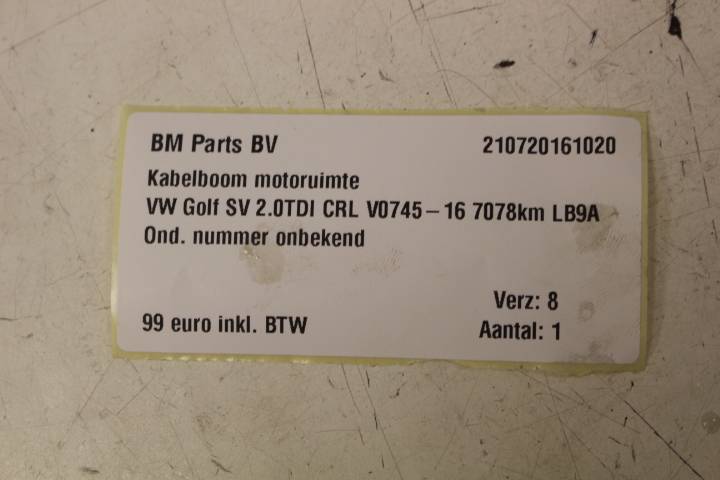 BM Parts BV 210720161020
Kabelboom motoruimte
VW Golf SV 2.0TDI CRL V0745-16 7078km LB9A
Ond. nummer onbekend
Verz: 8
99 euro inkl. BTW Aantal: 1